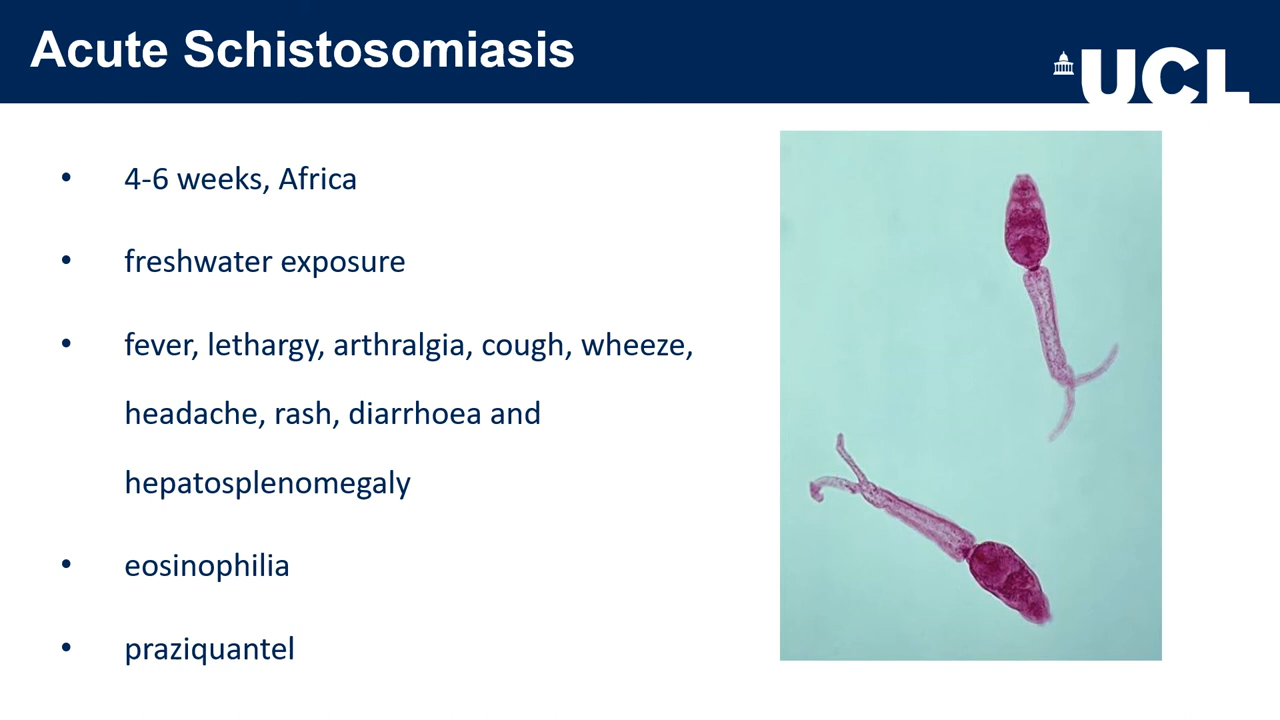 Acute Schistosomiasis
UCL
• 4-6 weeks, Africa
• freshwater exposure
• fever, lethargy, arthralgia, cough, wheeze,
headache, rash, diarrhoea and
hepatosplenomegaly
• eosinophilia
• praziquantel